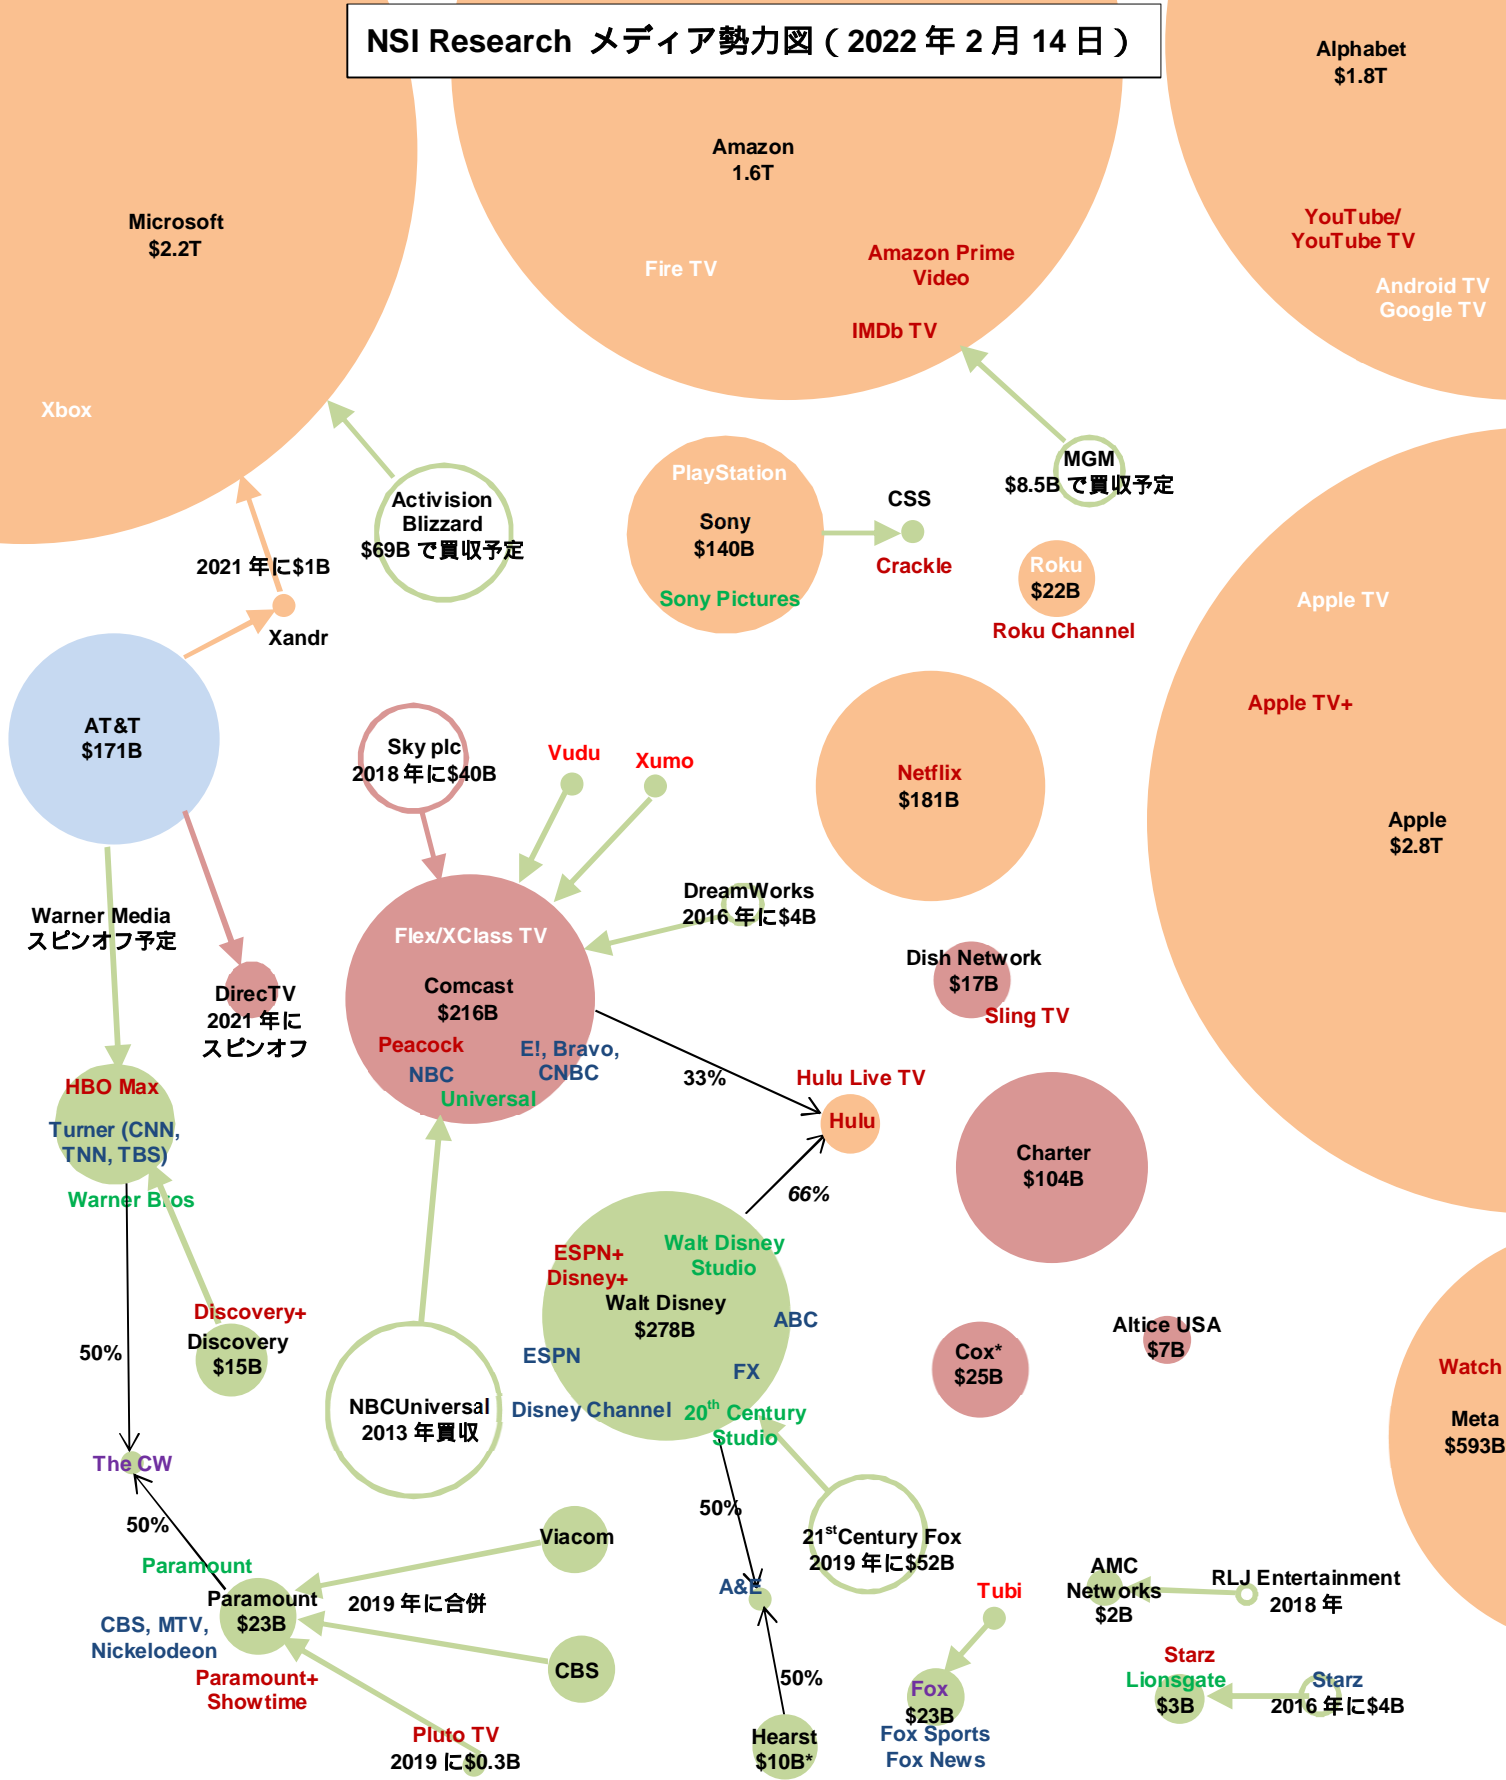 NSI Research メディア勢力図（2022 年 2 月 14 日）
Alphabet
$1.8T
Amazon
1.6T
Microsoft
$2.2T
YouTube/
YouTube TV
Fire TV
Amazon Prime
Video
Android TV
Google TV
IMDb TV
Xbox
MGM
$8.5B で買収予定
PlayStation
Activision
Blizzard
$69B で買収予定
CSS
Sony
$140B
Crackle
Roku
$22B
2021 年に$1B
Sony Pictures
Apple TV
Xandr
Roku Channel
Apple TV+
AT&T
$171B
Sky plc
2018 年に$40B
Vudu
Xumo
Netflix
$181B
Apple
$2.8T
DreamWorks
2016 年に$4B
Warner Media
スピンオフ予定
Flex/XClass TV
Dish Network
$17B
Comcast
$216B
DirecTV
2021 年に
スピンオフ
Sling TV
Peacock
E!, Bravo,
CNBC
NBC
33%
Hulu Live TV
HBO Max
Universal
Hulu
Turner (CNN,
TNN, TBS)
Charter
$104B
66%
Warner Bros
ESPN+
Disney+
Walt Disney
Studio
Walt Disney
$278B
Discovery+
ABC
Altice USA
$7B
Discovery
$15B
50%
ESPN
Cox*
$25B
FX
Watch
NBCUniversal
2013 年買収
Disney Channel
20th Century
Studio
Meta
$593B
The CW
50%
50%
Viacom
21stCentury Fox
2019 年に$52B
Paramount
A&E
Tubi
AMC
Networks
$2B
RLJ Entertainment
2018 年
Paramount
$23B
2019 年に合併
CBS, MTV,
Nickelodeon
CBS
Paramount+
Showtime
50%
Fox
$23B
Starz
Lionsgate
$3B
Starz
2016 年に$4B
Pluto TV
2019 に$0.3B
Hearst
$10B*
Fox Sports
Fox News